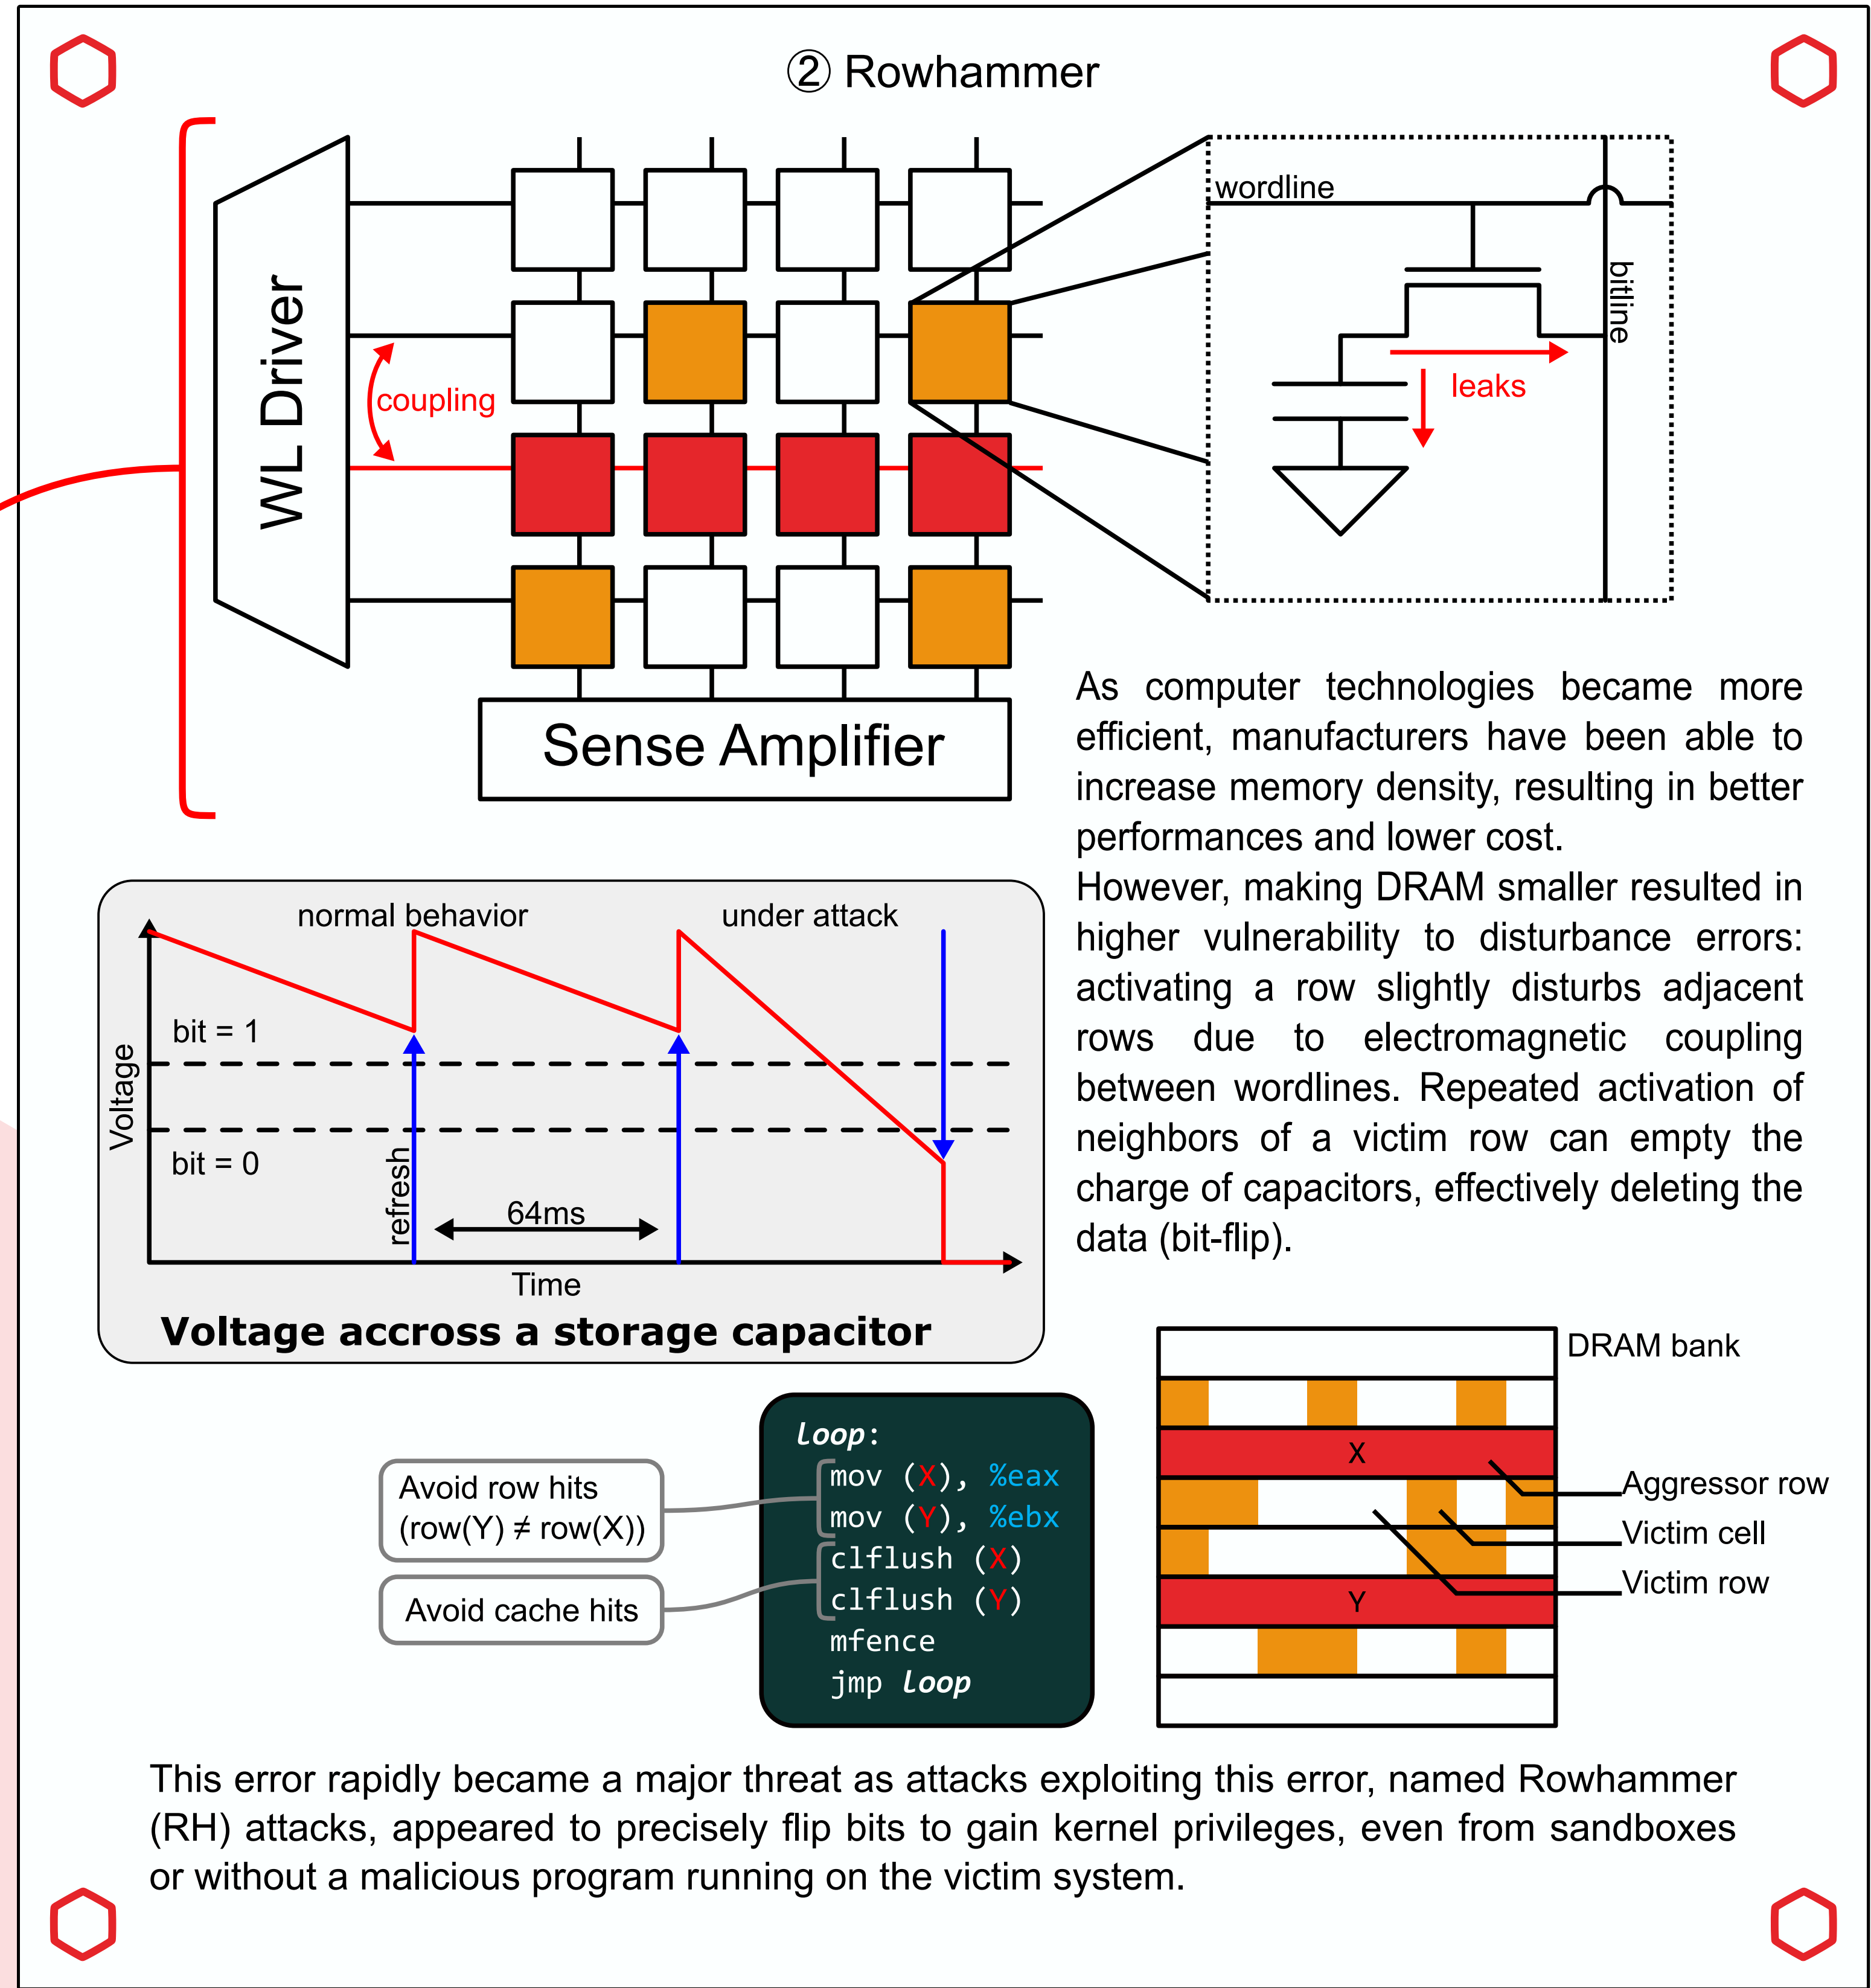 ② Rowhammer
WL Driver
coupling
Sense Amplifier
wordline
bitline
leaks
As computer technologies became more
efficient, manufacturers have been able to
increase memory density, resulting in better
performances and lower cost.
However, making DRAM smaller resulted in
higher vulnerability to disturbance errors:
activating a row slightly disturbs adjacent
rows due to electromagnetic coupling
between wordlines. Repeated activation of
neighbors of a victim row can empty the
charge of capacitors, effectively deleting the
data (bit-flip).
normal behavior
under attack
Voltage
bit = 1
bit = 0
refresh
64ms
Time
Voltage accross a storage capacitor
Avoid row hits
(row(Y) ≠ row(X))
Avoid cache hits
loop:
mov (X), %eax
mov (Y), %ebx
clflush (X)
clflush (Y)
mfence
jmp loop
DRAM bank
X
Y
Aggressor row
Victim cell
Victim row
This error rapidly became a major threat as attacks exploiting this error, named Rowhammer
(RH) attacks, appeared to precisely flip bits to gain kernel privileges, even from sandboxes
or without a malicious program running on the victim system.